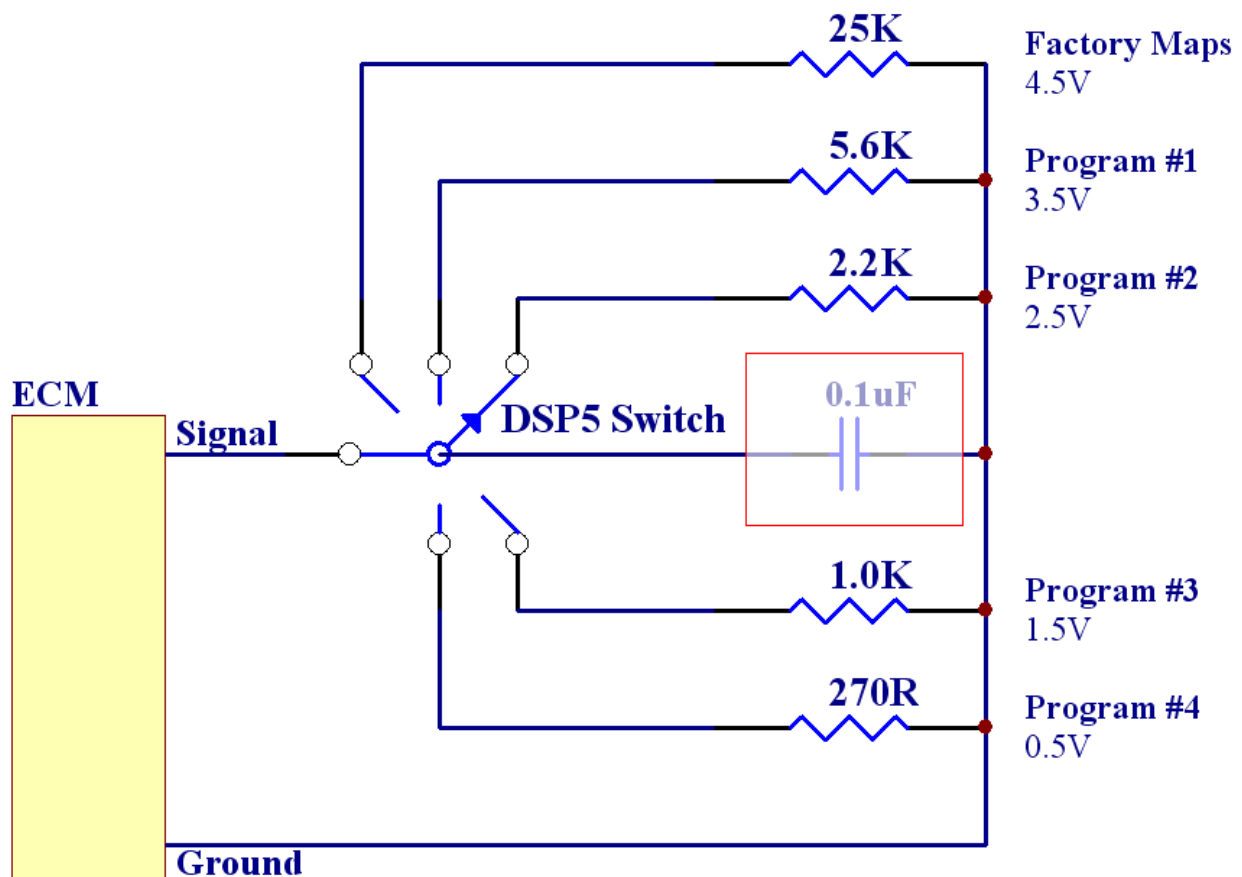 25K
Factory Maps
4.5V
5.6K
Program #1
3.5V
2.2K
Program #2
2.5V
ECM
Signal
DSP5 Switch
0.1uF
1.0K
Program #3
1.5V
270R
Program #4
0.5V
Ground